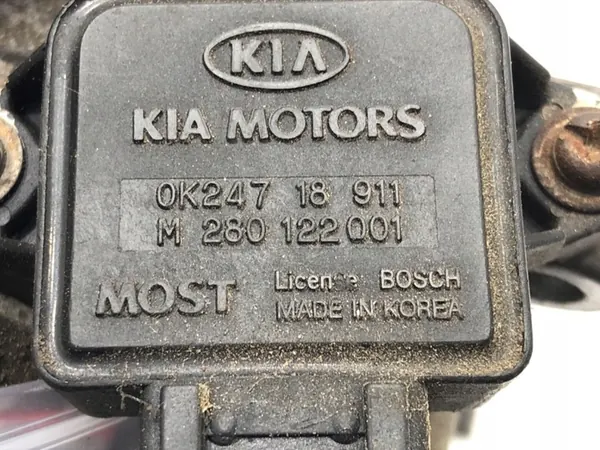 KIA
KIA MOTORS
0K247 18 911
M 280 122 001
MOST License BOSCH
MADE IN KOREA